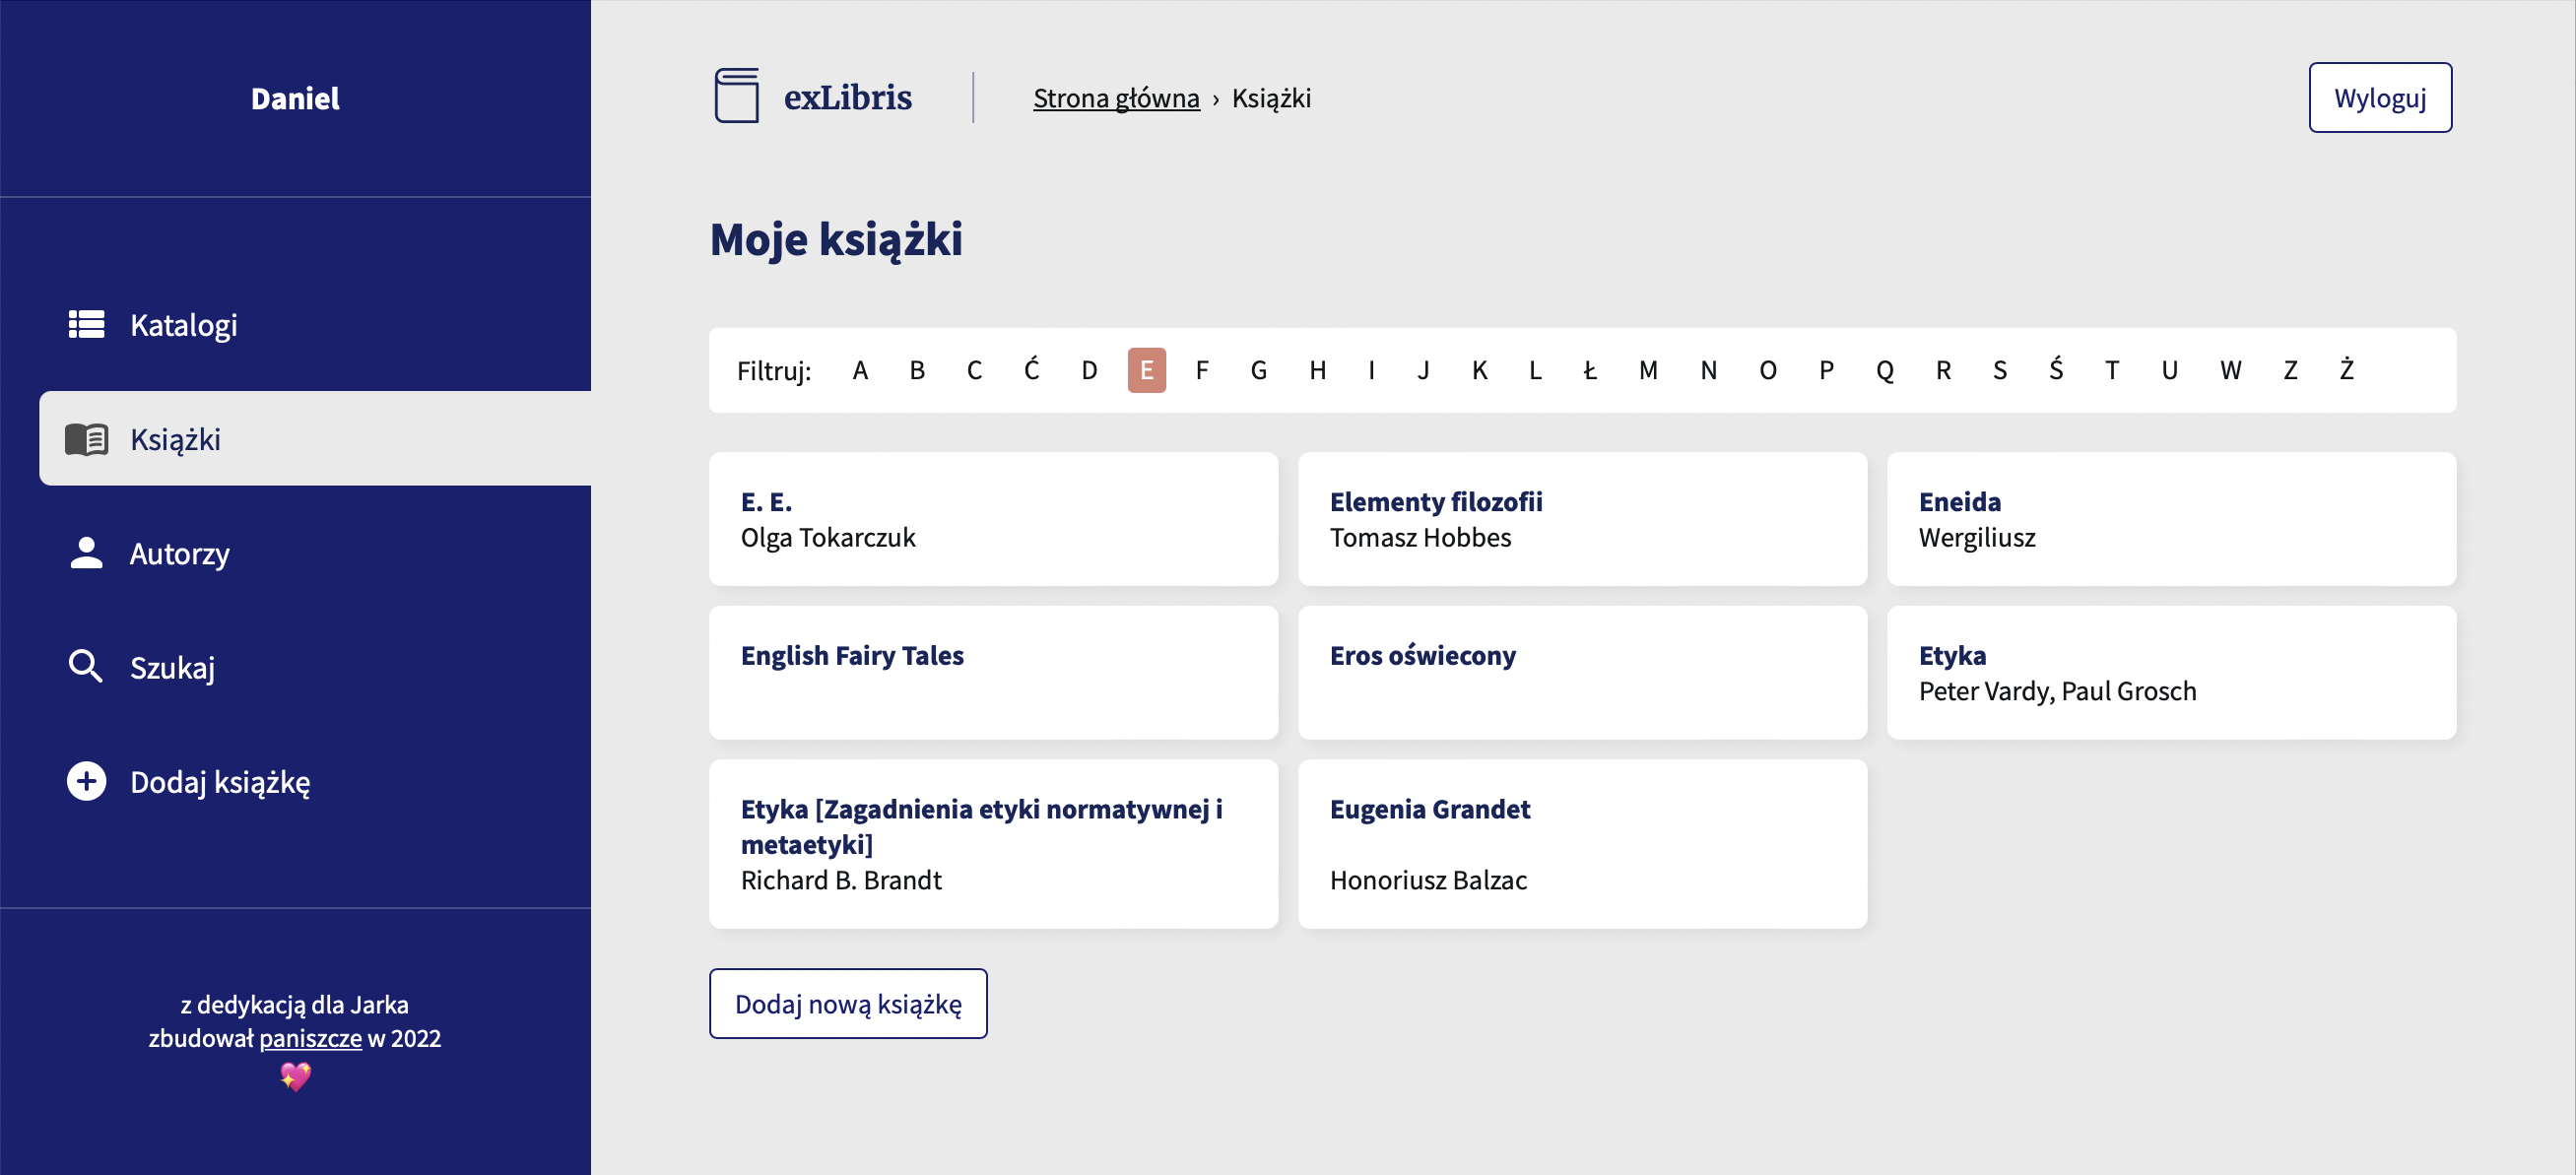 Daniel
Katalogi
Książki
Autorzy
Szukaj
Dodaj książkę
z dedykacją dla Jarka
zbudował paniszcze w 2022
exLibris
Strona główna › Książki
Wyloguj
Moje książki
Filtruj: A B C Ć D E F G H I J K L Ł M N O P Q R S Ś T U W Z Ż
E. E.
Olga Tokarczuk
Elementy filozofii
Tomasz Hobbes
Eneida
Wergiliusz
English Fairy Tales
Eros oświecony
Etyka
Peter Vardy, Paul Grosch
Etyka [Zagadnienia etyki normatywnej i
metaetyki]
Richard B. Brandt
Eugenia Grandet
Honoriusz Balzac
Dodaj nową książkę